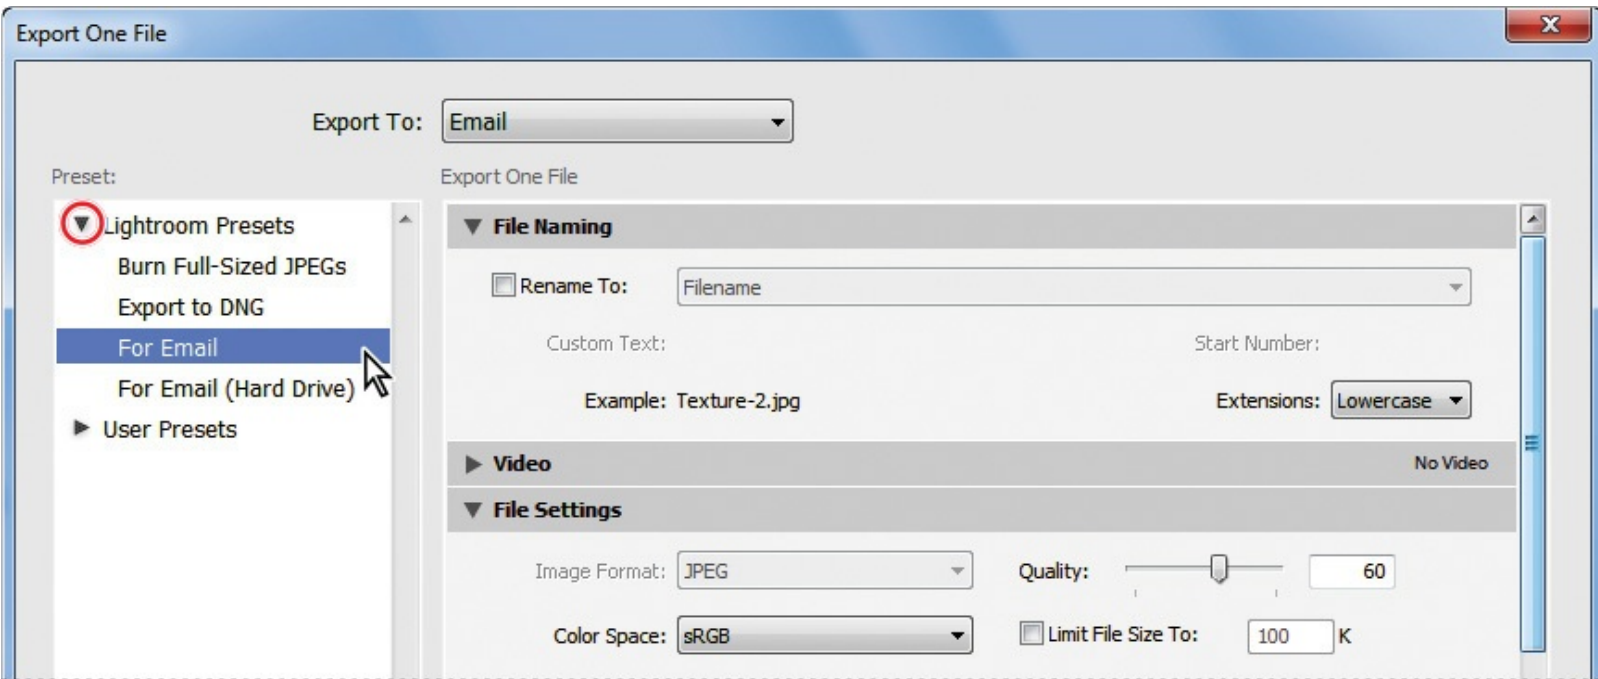 Export One File
Export To: Email
Preset:
Lightroom Presets
Burn Full-Sized JPEGs
Export to DNG
For Email
For Email (Hard Drive)
User Presets
Export One File
File Naming
Rename To: Filename
Custom Text: Start Number:
Example: Texture-2.jpg Extensions: Lowercase
Video No Video
File Settings
Image Format: JPEG Quality: 60
Color Space: sRGB Limit File Size To: 100 K